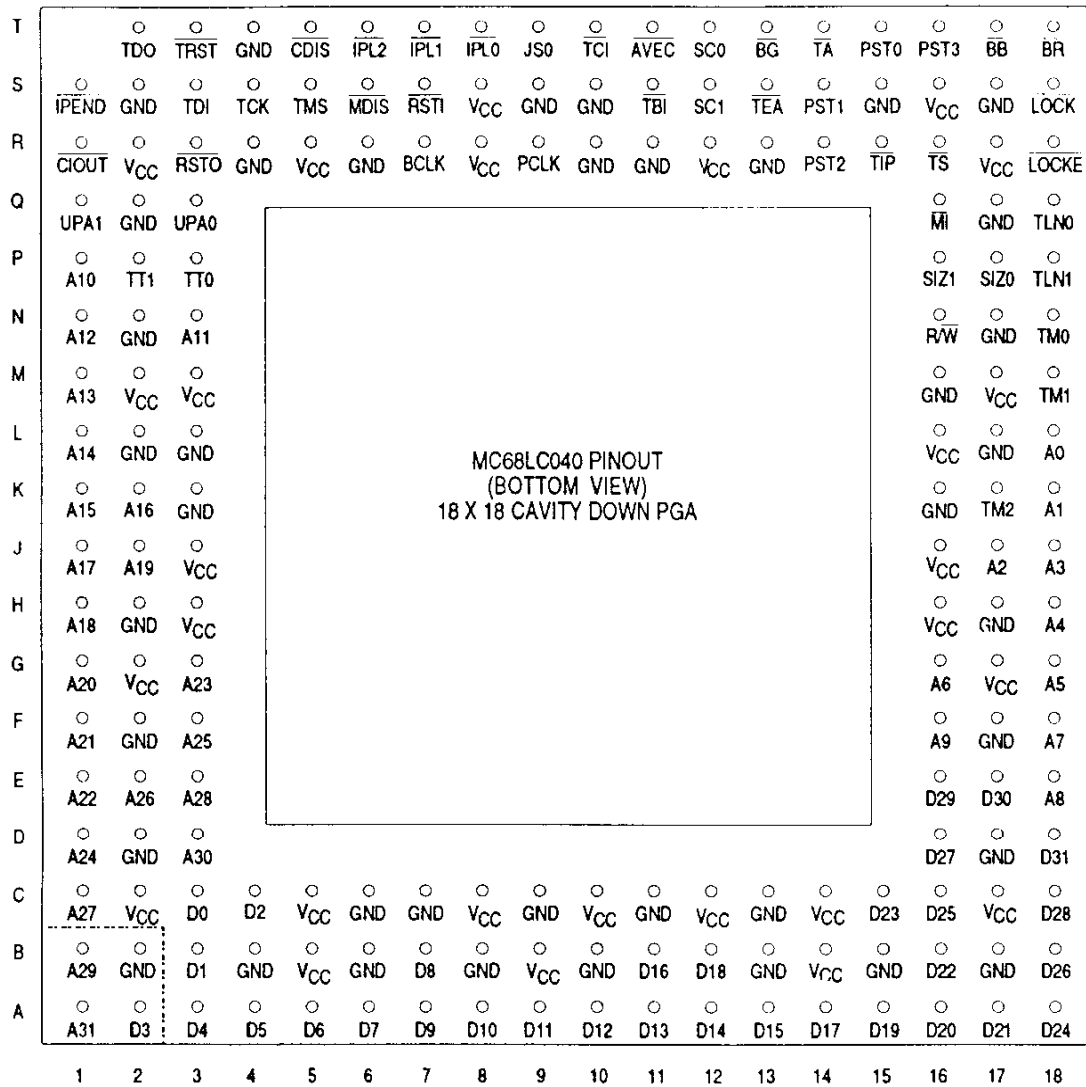 T
TDO TRST GND CDIS IPL2 IPL1 IPL0 JS0 TCI AVEC SC0 BG TA PST0 PST3 BB BR
S
IPEND GND TDI TCK TMS MDIS RSTI VCC GND GND TBI SC1 TEA PST1 GND VCC GND LOCK
R
CIOUT VCC RSTO GND VCC GND BCLK VCC PCLK GND GND VCC GND PST2 TIP TS VCC LOCKE
Q
UPA1 GND UPA0 MI GND TLN0
P
A10 TT1 TT0 SIZ1 SIZ0 TLN1
N
A12 GND A11 R/W GND TM0
M
A13 VCC VCC GND VCC TM1
L
A14 GND GND VCC GND A0
MC68LC040 PINOUT
(BOTTOM VIEW)
18 X 18 CAVITY DOWN PGA
K
A15 A16 GND GND TM2 A1
J
A17 A19 VCC VCC A2 A3
H
A18 GND VCC VCC GND A4
G
A20 VCC A23 A6 VCC A5
F
A21 GND A25 A9 GND A7
E
A22 A26 A28 D29 D30 A8
D
A24 GND A30 D27 GND D31
C
A27 VCC D0 D2 VCC GND GND VCC GND VCC GND VCC GND VCC D23 D25 VCC D28
B
A29 GND D1 GND VCC GND D8 GND VCC GND D16 D18 GND VCC GND D22 GND D26
A
A31 D3 D4 D5 D6 D7 D9 D10 D11 D12 D13 D14 D15 D17 D19 D20 D21 D24
1 2 3 4 5 6 7 8 9 10 11 12 13 14 15 16 17 18